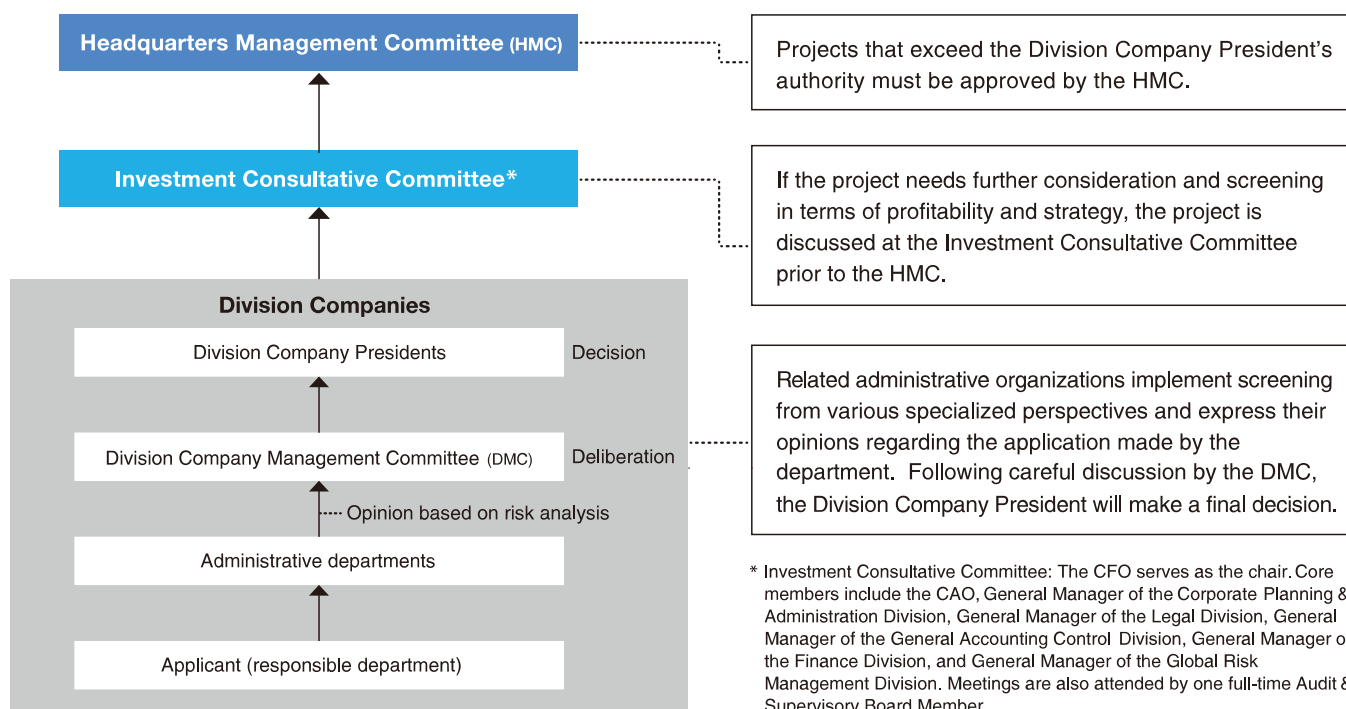 Headquarters Management Committee (HMC)
Projects that exceed the Division Company President's
authority must be approved by the HMC.
Investment Consultative Committee*
If the project needs further consideration and screening
in terms of profitability and strategy, the project is
discussed at the Investment Consultative Committee
prior to the HMC.
Division Companies
Division Company Presidents
Decision
Division Company Management Committee (DMC)
Deliberation
Opinion based on risk analysis
Administrative departments
Applicant (responsible department)
Related administrative organizations implement screening
from various specialized perspectives and express their
opinions regarding the application made by the
department. Following careful discussion by the DMC,
the Division Company President will make a final decision.
* Investment Consultative Committee: The CFO serves as the chair. Core
members include the CAO, General Manager of the Corporate Planning &
Administration Division, General Manager of the Legal Division, General
Manager of the General Accounting Control Division, General Manager o
the Finance Division, and General Manager of the Global Risk
Management Division. Meetings are also attended by one full-time Audit &
Supervisory Board Member